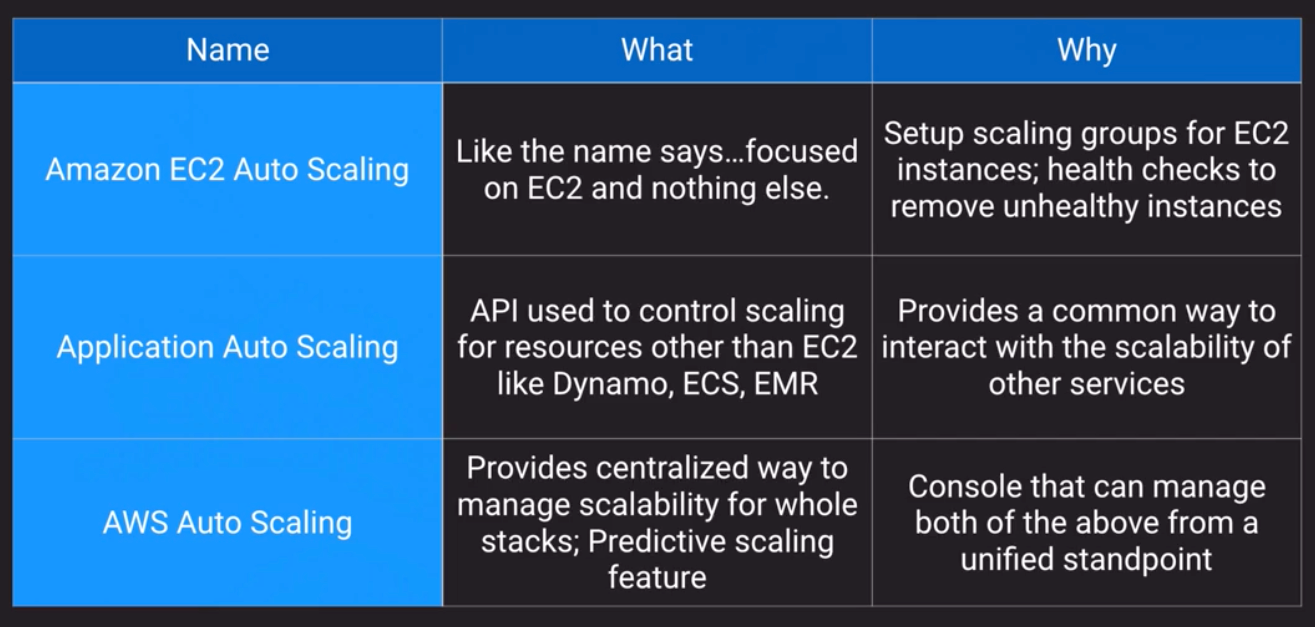 Name
What
Why
Amazon EC2 Auto Scaling
Like the name says...focused
on EC2 and nothing else.
Setup scaling groups for EC2
instances; health checks to
remove unhealthy instances
Application Auto Scaling
API used to control scaling
for resources other than EC2
like Dynamo, ECS, EMR
Provides a common way to
interact with the scalability of
other services
AWS Auto Scaling
Provides centralized way to
manage scalability for whole
stacks; Predictive scaling
feature
Console that can manage
both of the above from a
unified standpoint